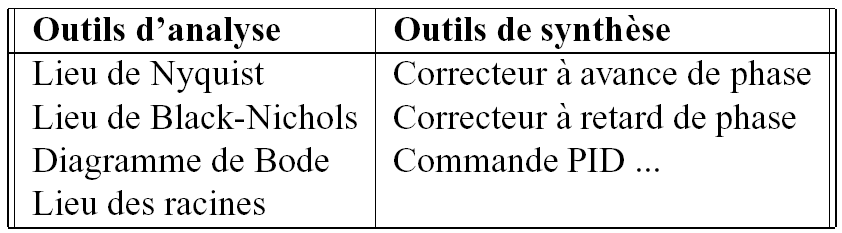 Outils d'analyse Outils de synthèse
Lieu de Nyquist Correcteur à avance de phase
Lieu de Black-Nichols Correcteur à retard de phase
Diagramme de Bode Commande PID ...
Lieu des racines